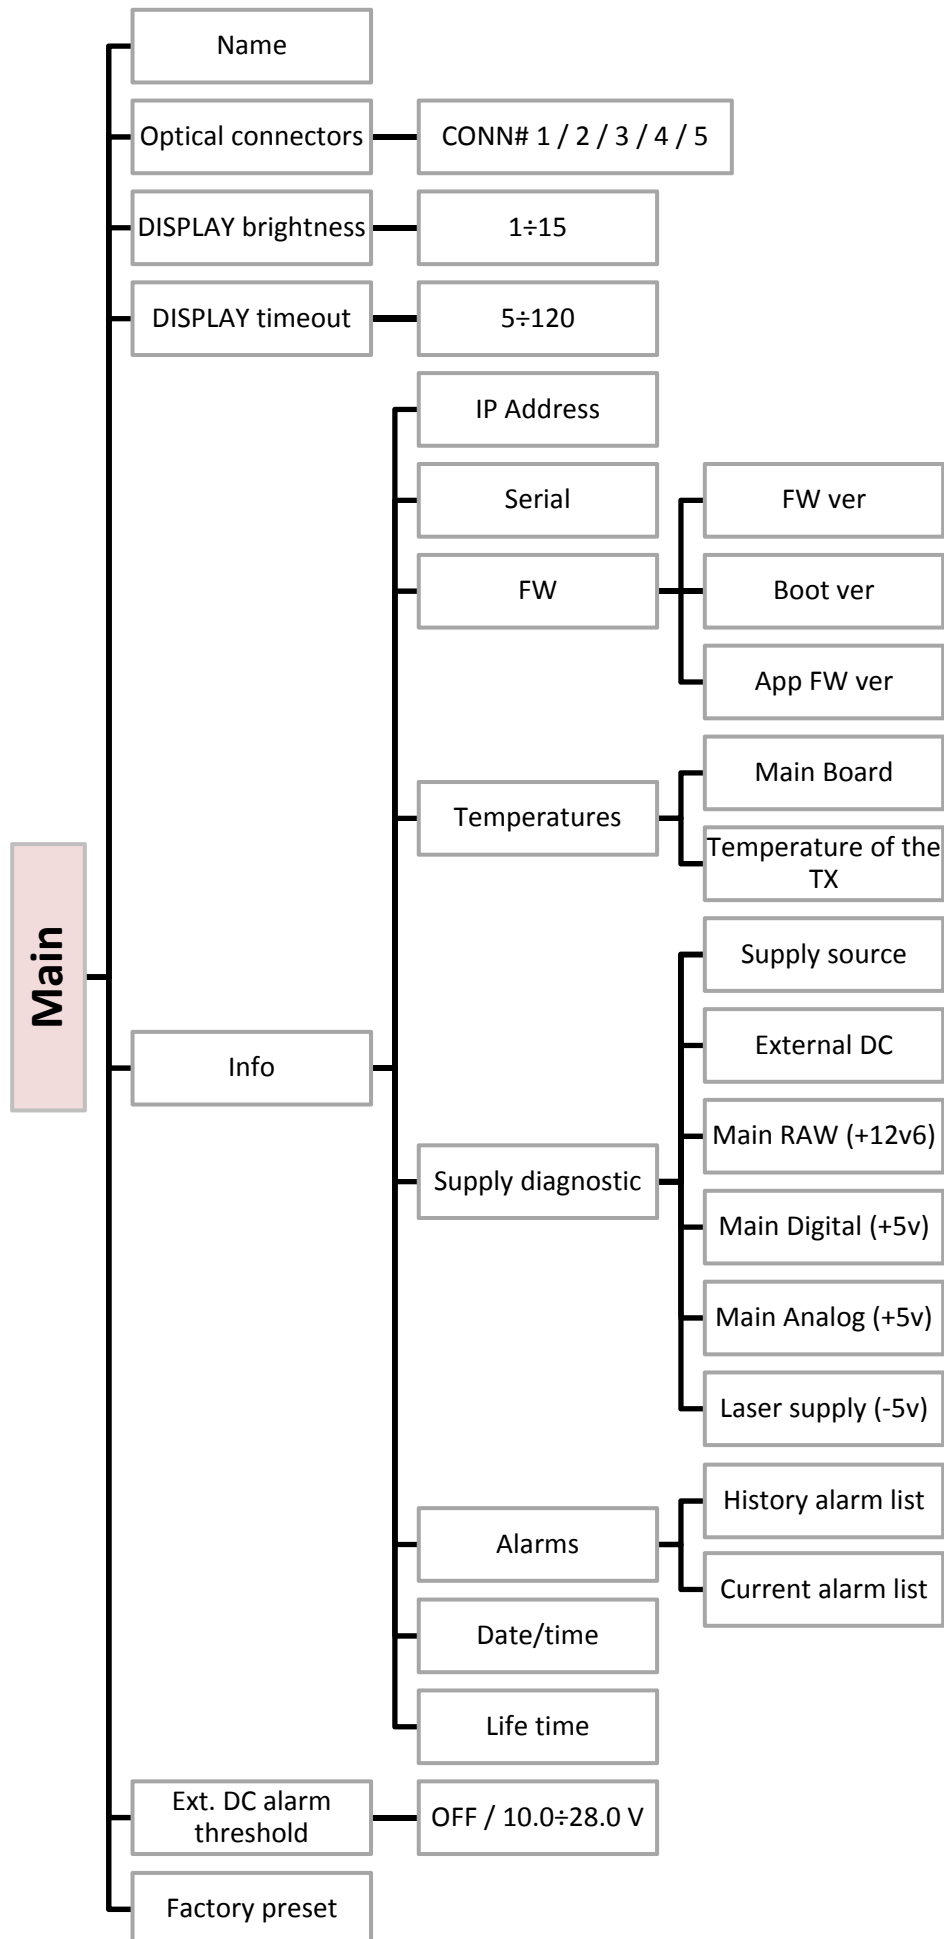 Name
Optical connectors
CONN# 1 / 2 / 3 / 4 / 5
DISPLAY brightness
1÷15
DISPLAY timeout
5÷120
IP Address
Serial
FW
FW ver
Boot ver
App FW ver
Temperatures
Main Board
Temperature of the
TX
Main
Info
Supply diagnostic
Supply source
External DC
Main RAW (+12v6)
Main Digital (+5v)
Main Analog (+5v)
Laser supply (-5v)
Alarms
History alarm list
Current alarm list
Date/time
Life time
Ext. DC alarm
threshold
OFF / 10.0÷28.0 V
Factory preset